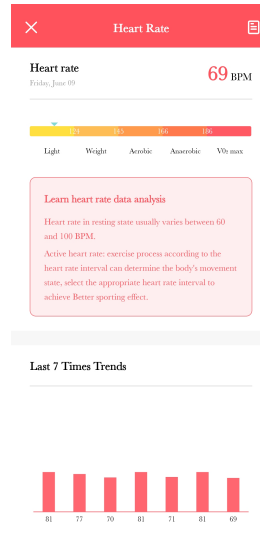 Heart Rate
Heart rate
69 BPM
Friday, June 09
124 145 166 186
Light Weight Aerobic Anaerobic VO₂ max
Learn heart rate data analysis
Heart rate in resting state usually varies between 60
and 100 BPM.
Active heart rate: exercise process according to the
heart rate interval can determine the body's movement
state, select the appropriate heart rate interval to
achieve Better sporting effect.
Last 7 Times Trends
81 77 70 81 71 81 69